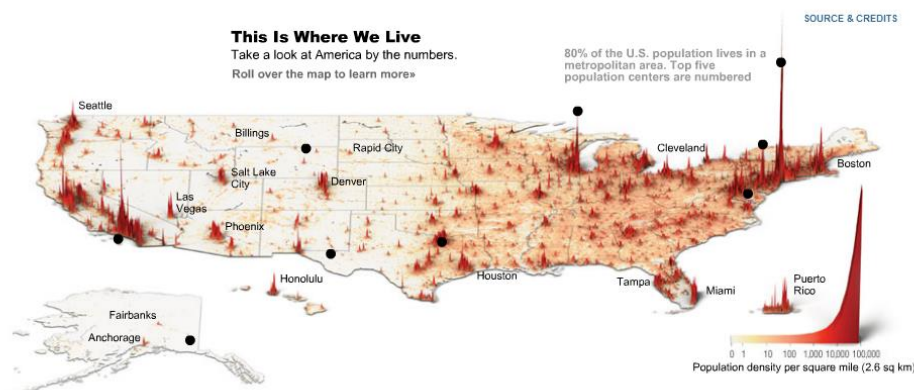 SOURCE & CREDITS
This Is Where We Live
Take a look at America by the numbers.
Roll over the map to learn more»
80% of the U.S. population lives in a
metropolitan area. Top five
population centers are numbered
Seattle
Billings
Rapid City
Cleveland
Boston
Salt Lake
City
Denver
Las
Vegas
Phoenix
Honolulu
Houston
Tampa
Miami
Puerto
Rico
Fairbanks
Anchorage
0 1 10 100 1,000 10,000 100,000
Population density per square mile (2.6 sq km)